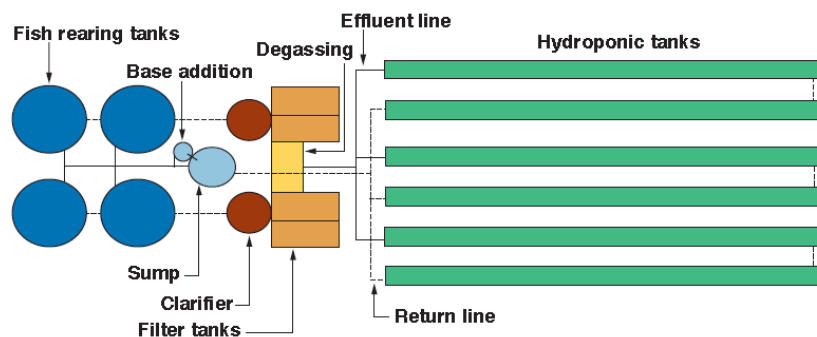 Effluent line
Fish rearing tanks
Degassing
Hydroponic tanks
Base addition
Sump
Clarifier
Filter tanks
Return line